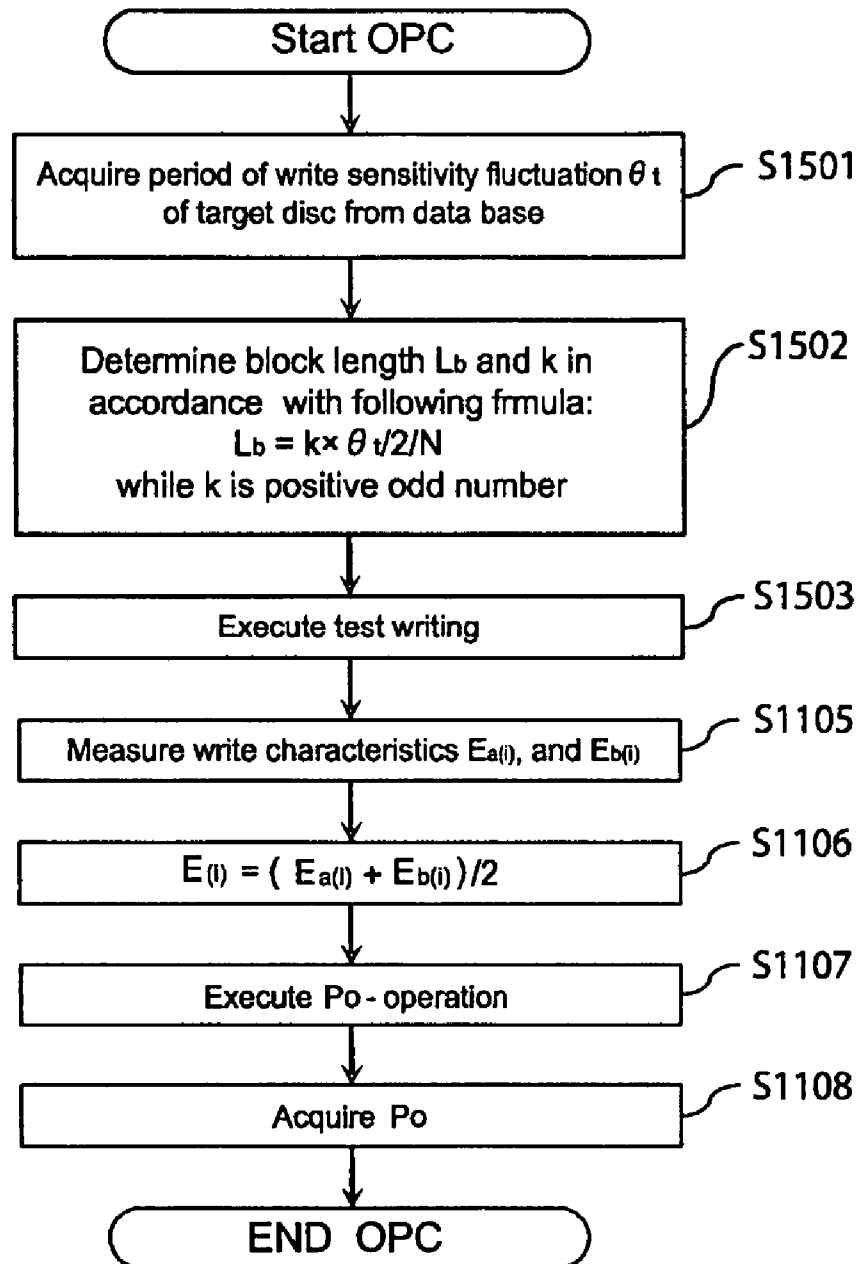 Start OPC
Acquire period of write sensitivity fluctuation θt
of target disc from data base
S1501
Determine block length Lb and k in
accordance with following frmula:
Lb = k× θt/2/N
while k is positive odd number
S1502
Execute test writing
S1503
Measure write characteristics Ea(i), and Eb(i)
S1105
E(i) = ( Ea(i) + Eb(i) )/2
S1106
Execute Po - operation
S1107
Acquire Po
S1108
END OPC